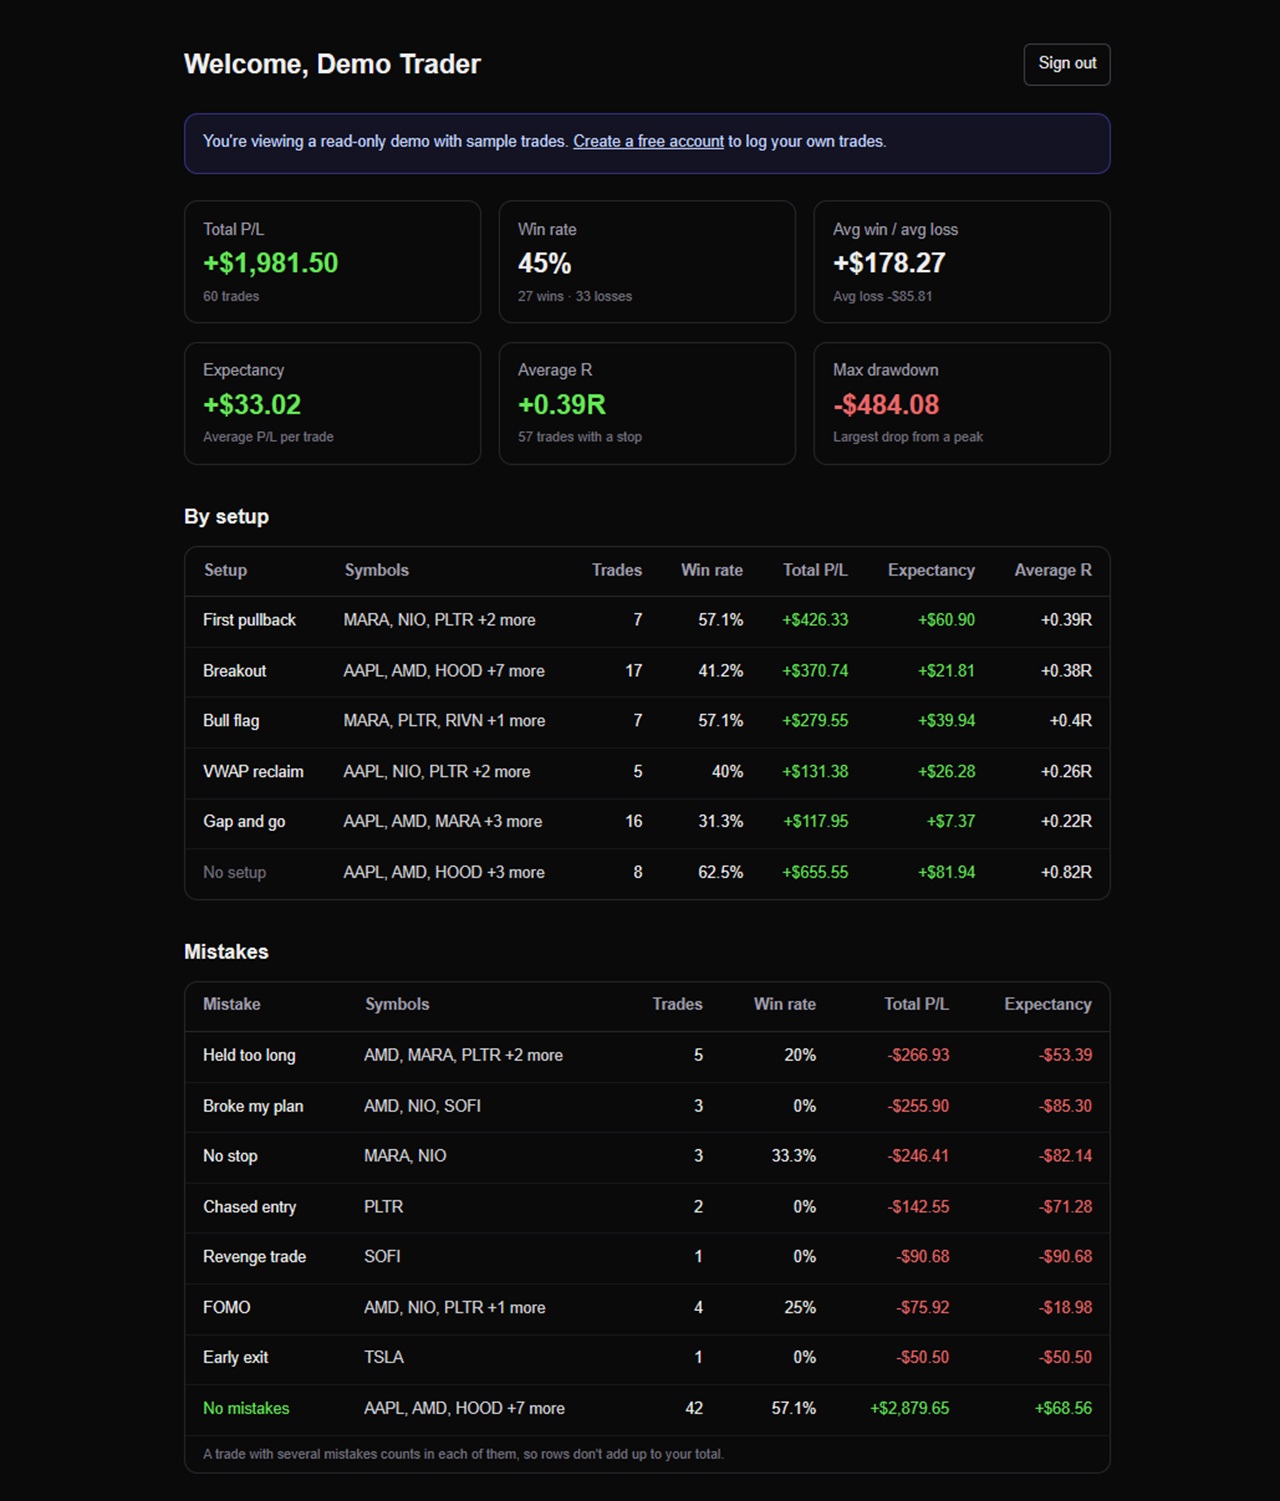 Welcome, Demo Trader
Sign out
You're viewing a read-only demo with sample trades. Create a free account to log your own trades.
Total P/L
+$1,981.50
60 trades
Win rate
45%
27 wins · 33 losses
Avg win / avg loss
+$178.27
Avg loss -$85.81
Expectancy
+$33.02
Average P/L per trade
Average R
+0.39R
57 trades with a stop
Max drawdown
-$484.08
Largest drop from a peak
By setup
Setup Symbols Trades Win rate Total P/L Expectancy Average R
First pullback MARA, NIO, PLTR +2 more 7 57.1% +$426.33 +$60.90 +0.39R
Breakout AAPL, AMD, HOOD +7 more 17 41.2% +$370.74 +$21.81 +0.38R
Bull flag MARA, PLTR, RIVN +1 more 7 57.1% +$279.55 +$39.94 +0.4R
VWAP reclaim AAPL, NIO, PLTR +2 more 5 40% +$131.38 +$26.28 +0.26R
Gap and go AAPL, AMD, MARA +3 more 16 31.3% +$117.95 +$7.37 +0.22R
No setup AAPL, AMD, HOOD +3 more 8 62.5% +$655.55 +$81.94 +0.82R
Mistakes
Mistake Symbols Trades Win rate Total P/L Expectancy
Held too long AMD, MARA, PLTR +2 more 5 20% -$266.93 -$53.39
Broke my plan AMD, NIO, SOFI 3 0% -$255.90 -$85.30
No stop MARA, NIO 3 33.3% -$246.41 -$82.14
Chased entry PLTR 2 0% -$142.55 -$71.28
Revenge trade SOFI 1 0% -$90.68 -$90.68
FOMO AMD, NIO, PLTR +1 more 4 25% -$75.92 -$18.98
Early exit TSLA 1 0% -$50.50 -$50.50
No mistakes AAPL, AMD, HOOD +7 more 42 57.1% +$2,879.65 +$68.56
A trade with several mistakes counts in each of them, so rows don't add up to your total.